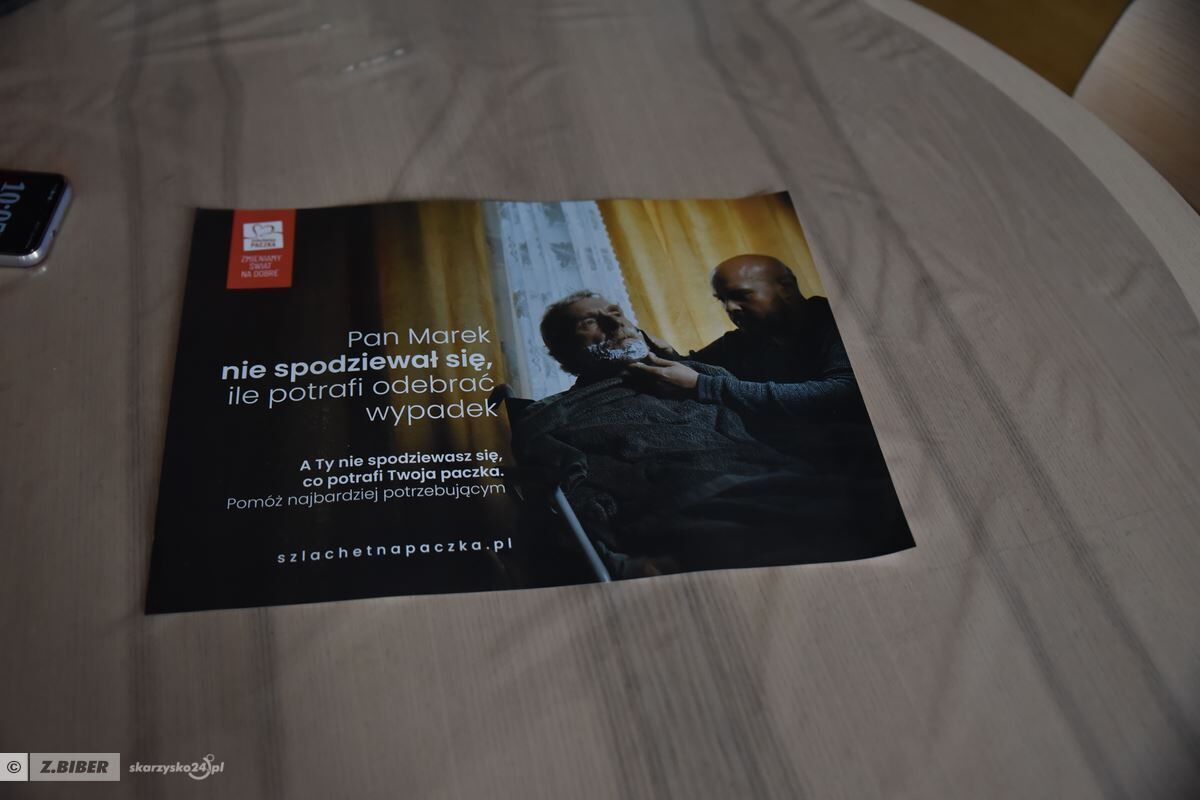 PACZKA
ZMIENIAMY
ŚWIAT
NA DOBRE
Pan Marek
nie spodziewał się,
ile potrafi odebrać
wypadek
A Ty nie spodziewasz się,
co potrafi Twoja paczka.
Pomóż najbardziej potrzebującym
szlachetnapaczka.pl
© Z.BIBER skarzysko24.pl